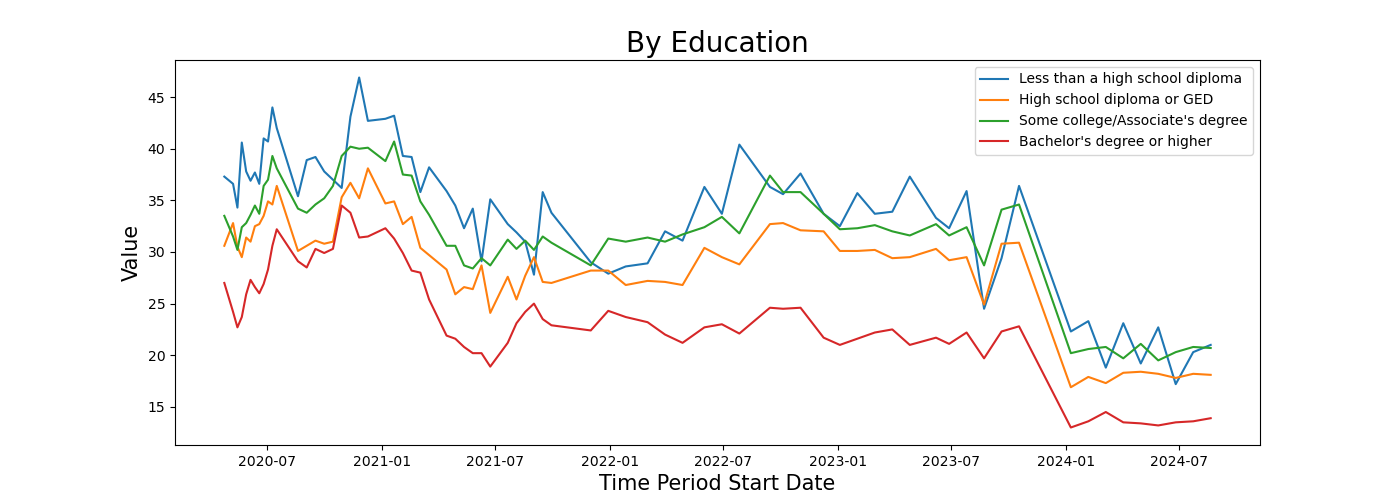 By Education
Less than a high school diploma
High school diploma or GED
Some college/Associate's degree
Bachelor's degree or higher
Value
45
40
35
30
25
20
15
2020-07 2021-01 2021-07 2022-01 2022-07 2023-01 2023-07 2024-01 2024-07
Time Period Start Date